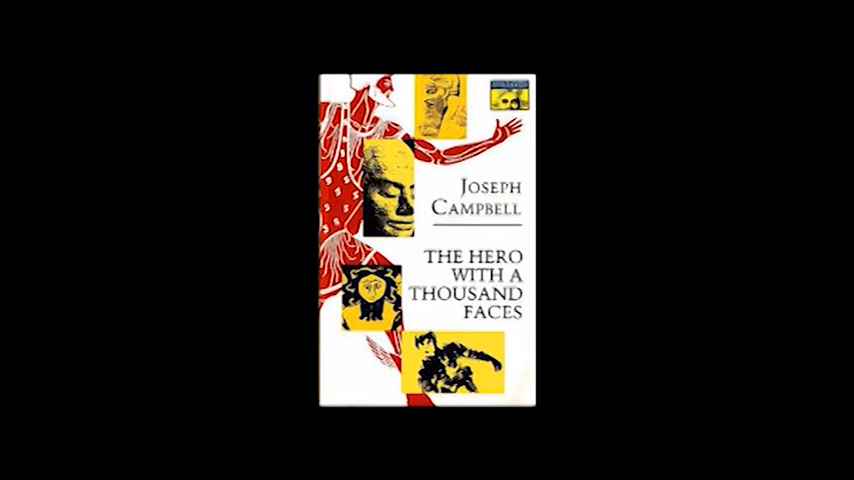 JOSEPH
CAMPBELL
THE HERO
WITH A
THOUSAND
FACES